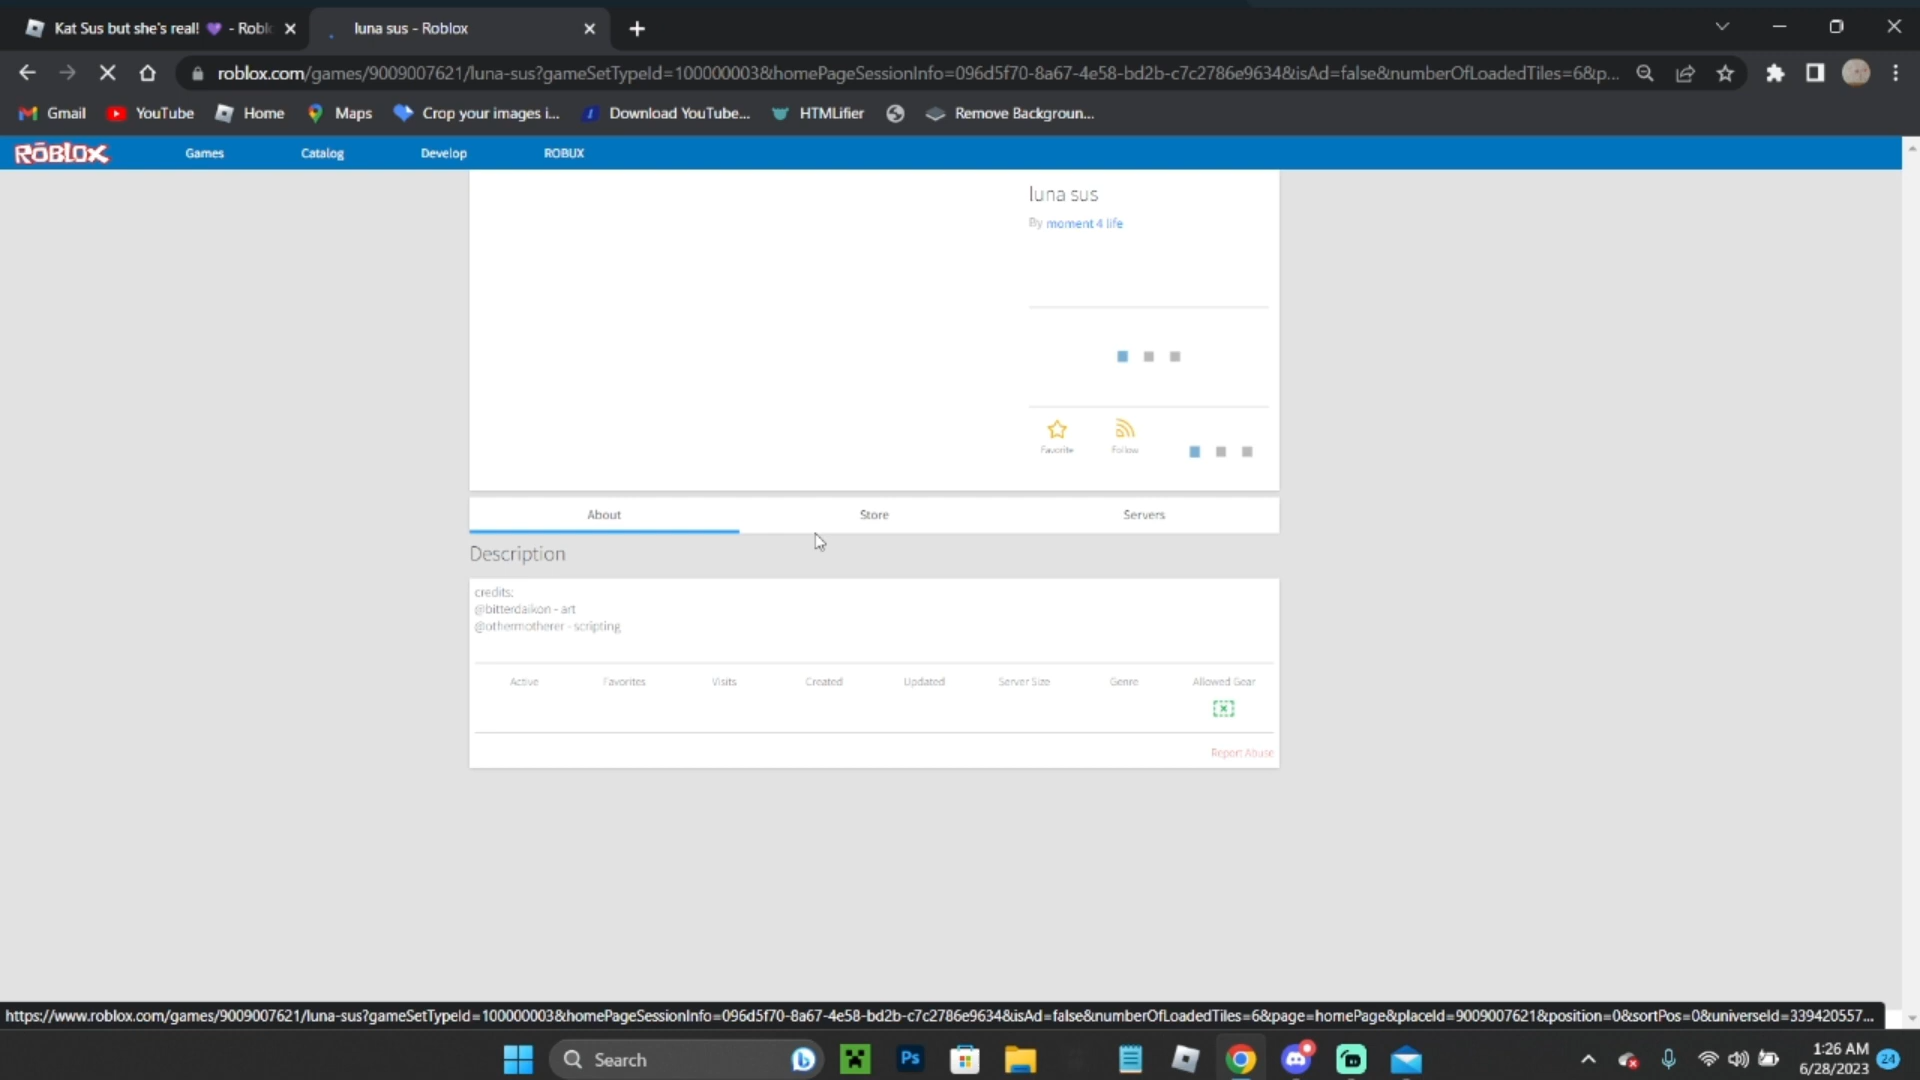 Kat Sus but she's real! 💜 - Roblo
luna sus - Roblox
roblox.com/games/9009007621/luna-sus?gameSetTypeId=100000003&homePageSessionInfo=096d5f70-8a67-4e58-bd2b-c7c2786e9634&isAd=false&numberOfLoadedTiles=6&p...
Gmail YouTube Home Maps Crop your images i... Download YouTube... HTMLifier Remove Backgroun...
ROBLOX Games Catalog Develop ROBUX
luna sus
By moment 4 life
Favorite Follow
About Store Servers
Description
credits:
@bitterdaikon - art
@othermotherer - scripting
Active Favorites Visits Created Updated Server Size Genre Allowed Gear
Report Abuse
https://www.roblox.com/games/9009007621/luna-sus?gameSetTypeId=100000003&homePageSessionInfo=096d5f70-8a67-4e58-bd2b-c7c2786e9634&isAd=false&numberOfLoadedTiles=6&page=homePage&placeId=9009007621&position=0&sortPos=0&universeId=339420557...
Search
Ps
1:26 AM
6/28/2023
24